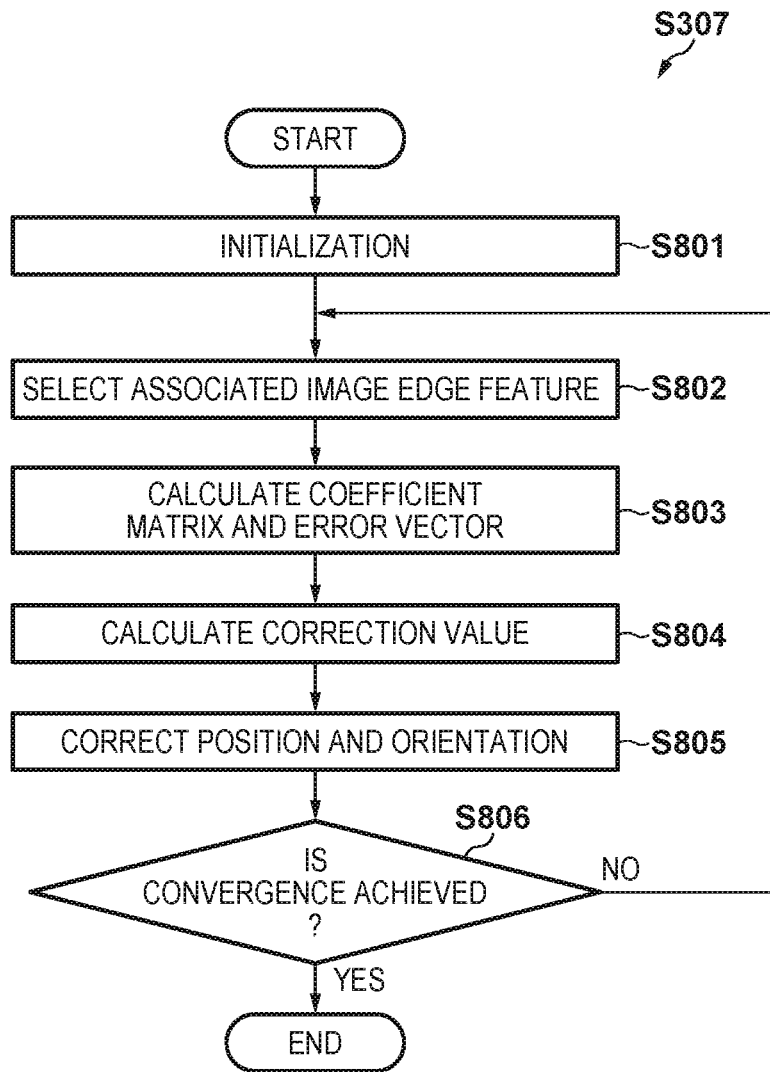 S307
START
INITIALIZATION
S801
SELECT ASSOCIATED IMAGE EDGE FEATURE
S802
CALCULATE COEFFICIENT
MATRIX AND ERROR VECTOR
S803
CALCULATE CORRECTION VALUE
S804
CORRECT POSITION AND ORIENTATION
S805
S806
IS
CONVERGENCE ACHIEVED
?
NO
YES
END